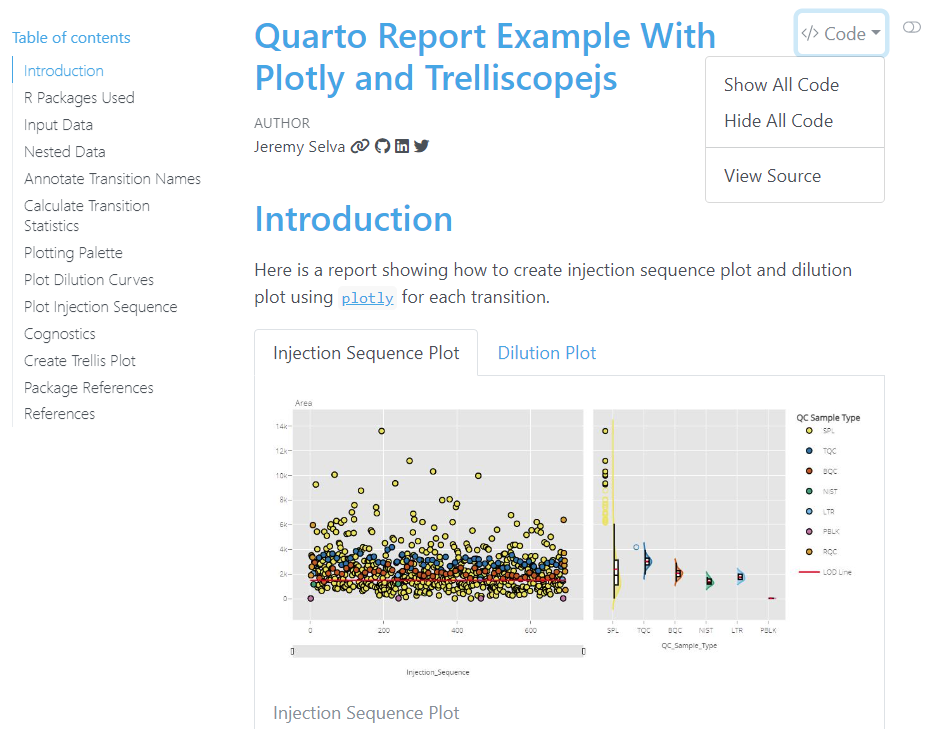 Table of contents
Introduction
R Packages Used
Input Data
Nested Data
Annotate Transition Names
Calculate Transition
Statistics
Plotting Palette
Plot Dilution Curves
Plot Injection Sequence
Cognostics
Create Trellis Plot
Package References
References
Quarto Report Example With
Plotly and Trelliscopejs
</> Code
Show All Code
Hide All Code
View Source
AUTHOR
Jeremy Selva
Introduction
Here is a report showing how to create injection sequence plot and dilution
plot using plotly for each transition.
Injection Sequence Plot
Dilution Plot
Area
14k
12k
10k
8k
6k
4k
2k
0
0 200 400 600
Injection_Sequence
SPL TQC BQC NIST LTR PBLK
QC_Sample_Type
QC Sample Type
SPL
TQC
BQC
NIST
LTR
PBLK
RQC
LOD Line
Injection Sequence Plot